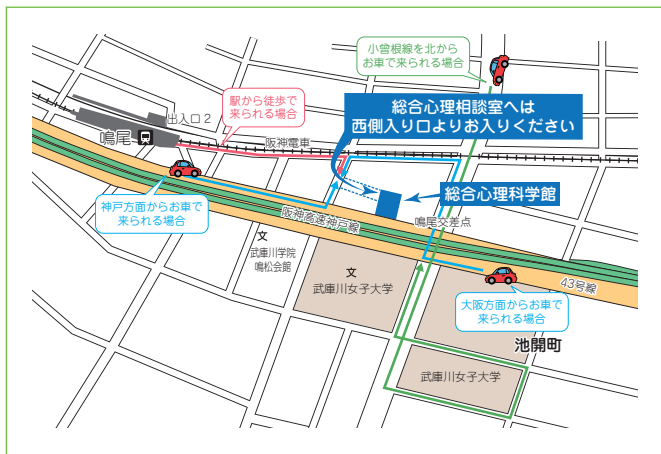 小曾根線を北から
お車で来られる場合
出入口2
駅から徒歩で
来られる場合
総合心理相談室へは
西側入り口よりお入りください
鳴尾
阪神電車
総合心理科学館
神戸方面からお車で
来られる場合
阪神高速神戸線
鳴尾交差点
文
武庫川学院
鳴松会館
文
武庫川女子大学
43号線
大阪方面からお車で
来られる場合
池開町
武庫川女子大学